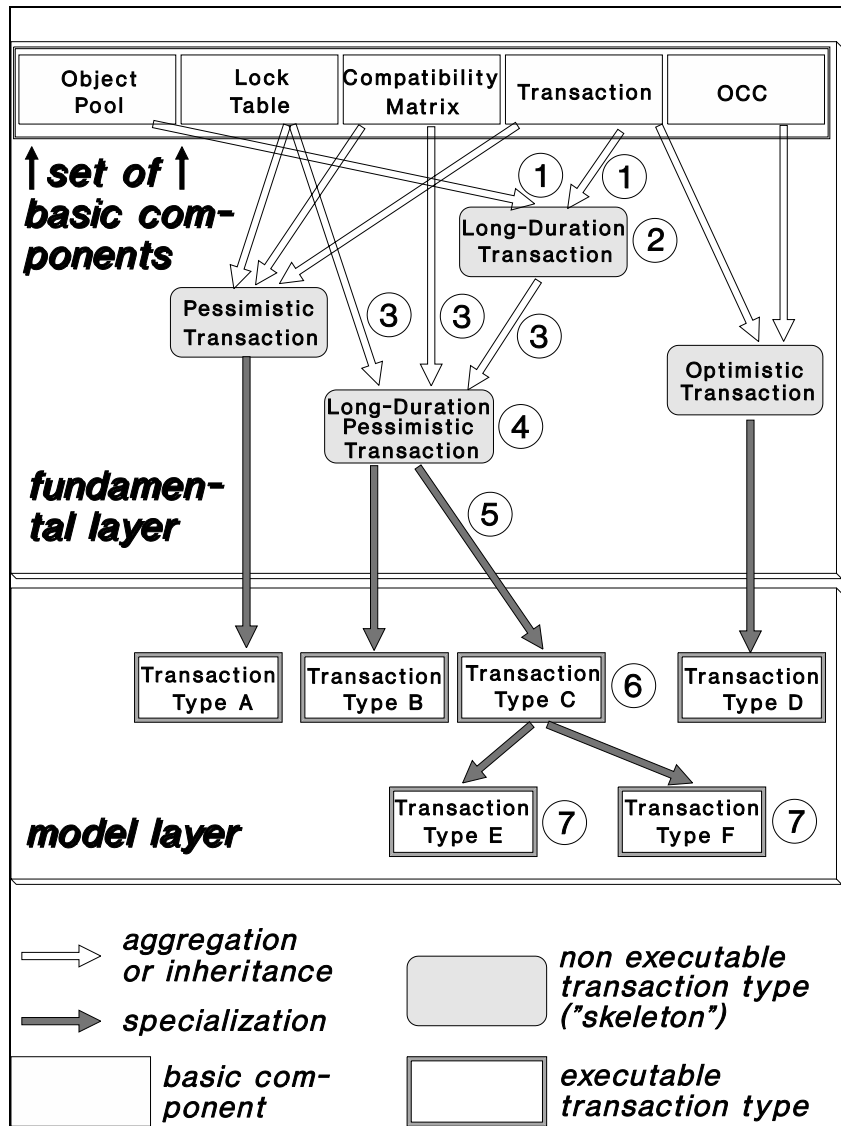 Object
Pool
Lock
Table
Compatibility
Matrix
Transaction
OCC
set of
basic com-
ponents
1
1
Long-Duration
Transaction
2
Pessimistic
Transaction
3
3
3
Optimistic
Transaction
Long-Duration
Pessimistic
Transaction
4
fundamen-
tal layer
5
Transaction
Type A
Transaction
Type B
Transaction
Type C
6
Transaction
Type D
model layer
Transaction
Type E
7
Transaction
Type F
7
aggregation
or inheritance
specialization
basic com-
ponent
non executable
transaction type
("skeleton")
executable
transaction type